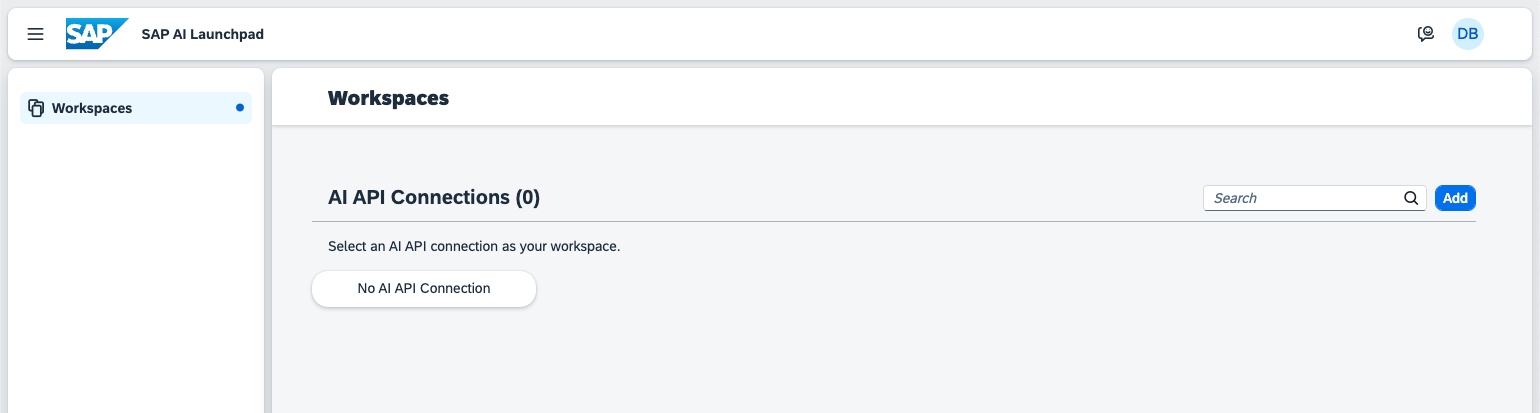 SAP SAP AI Launchpad DB
Workspaces
Workspaces
AI API Connections (0) Search Add
Select an AI API connection as your workspace.
No AI API Connection